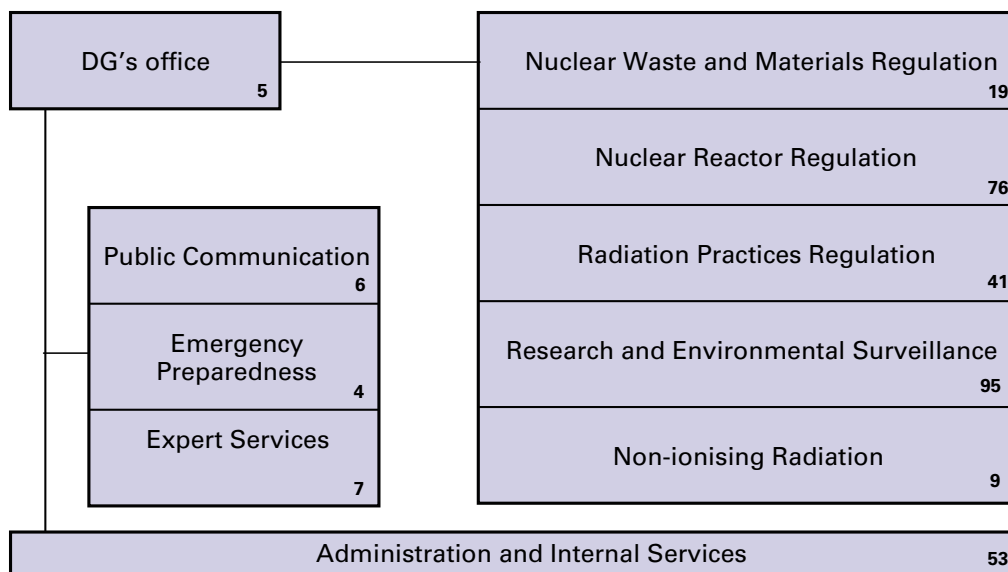 DG's office
5
Nuclear Waste and Materials Regulation
19
Nuclear Reactor Regulation
76
Radiation Practices Regulation
41
Research and Environmental Surveillance
95
Non-ionising Radiation
9
Public Communication
6
Emergency
Preparedness
4
Expert Services
7
Administration and Internal Services
53